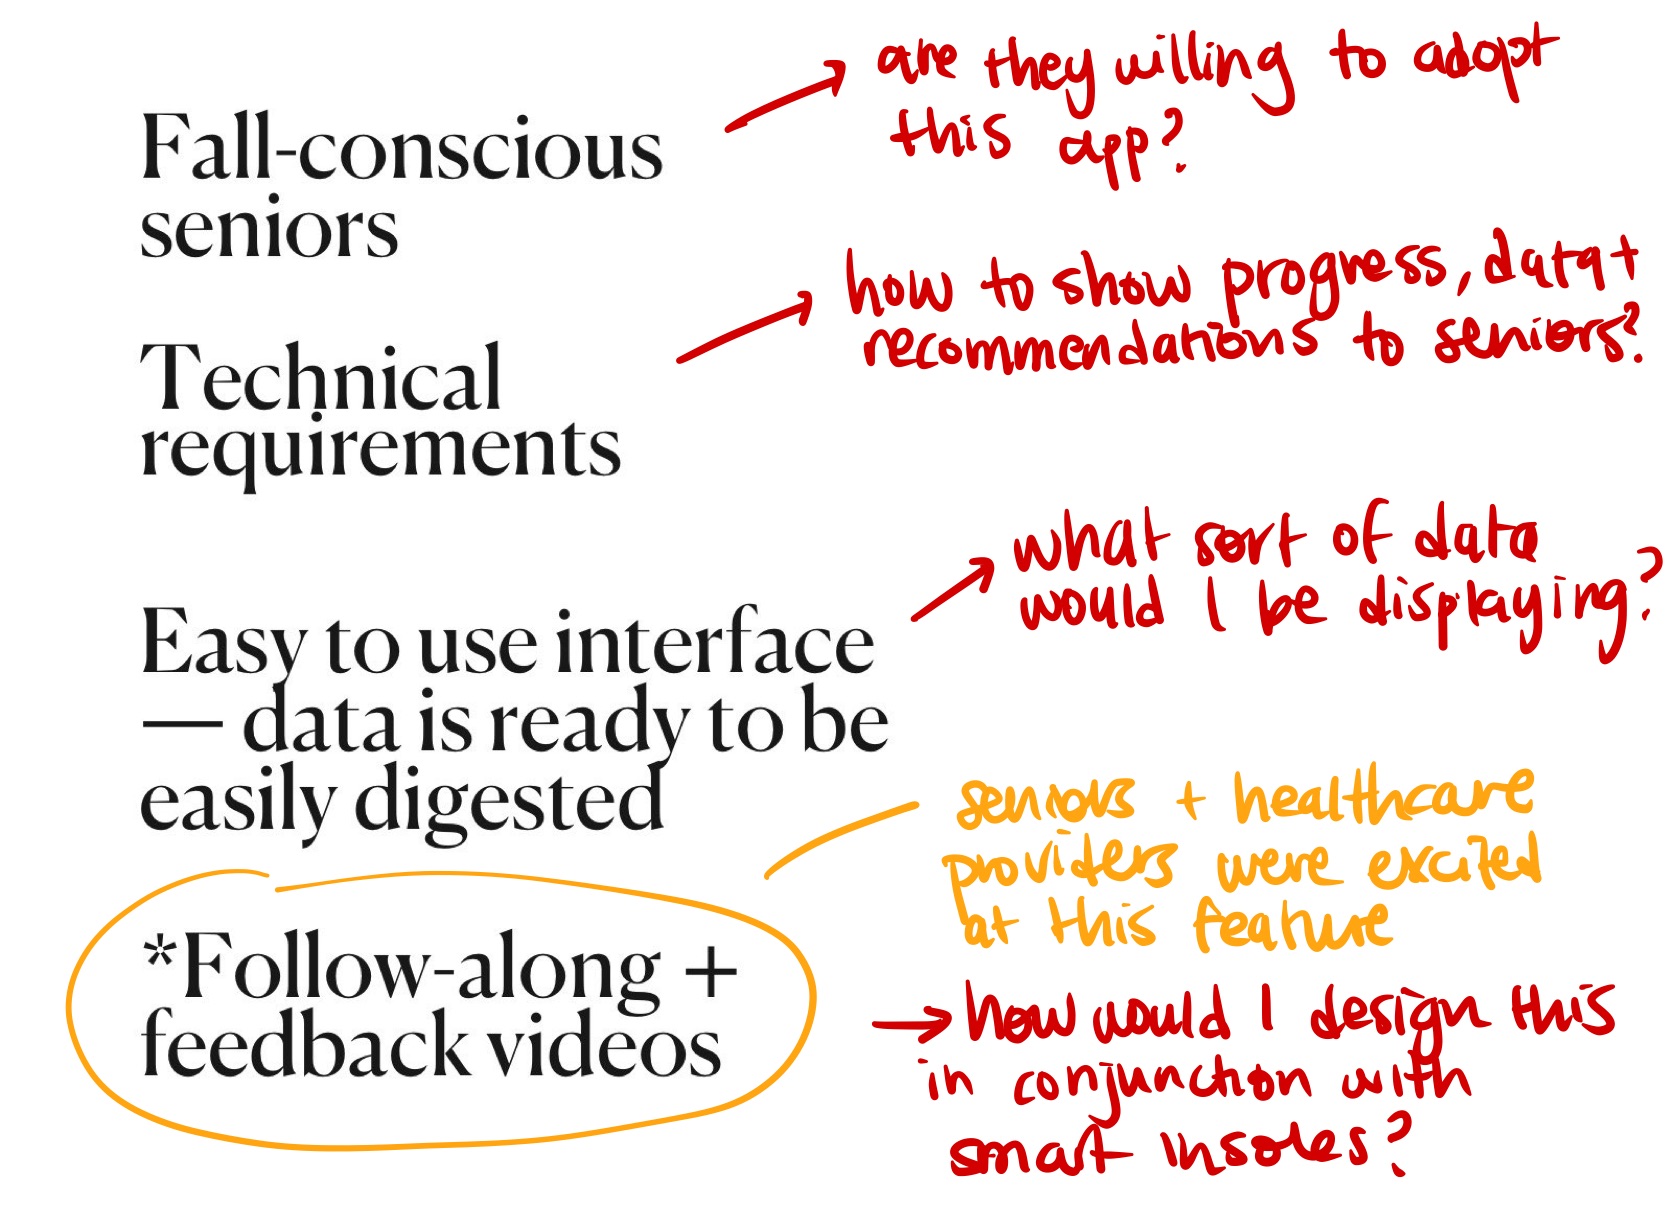 are they willing to adopt
this app?
Fall-conscious
seniors
how to show progress, data +
recommendations to seniors?
Technical
requirements
what sort of data
would I be displaying?
Easy to use interface
— data is ready to be
easily digested
seniors + healthcare
providers were excited
at this feature
*Follow-along +
feedback videos
how would I design this
in conjunction with
smart insoles?